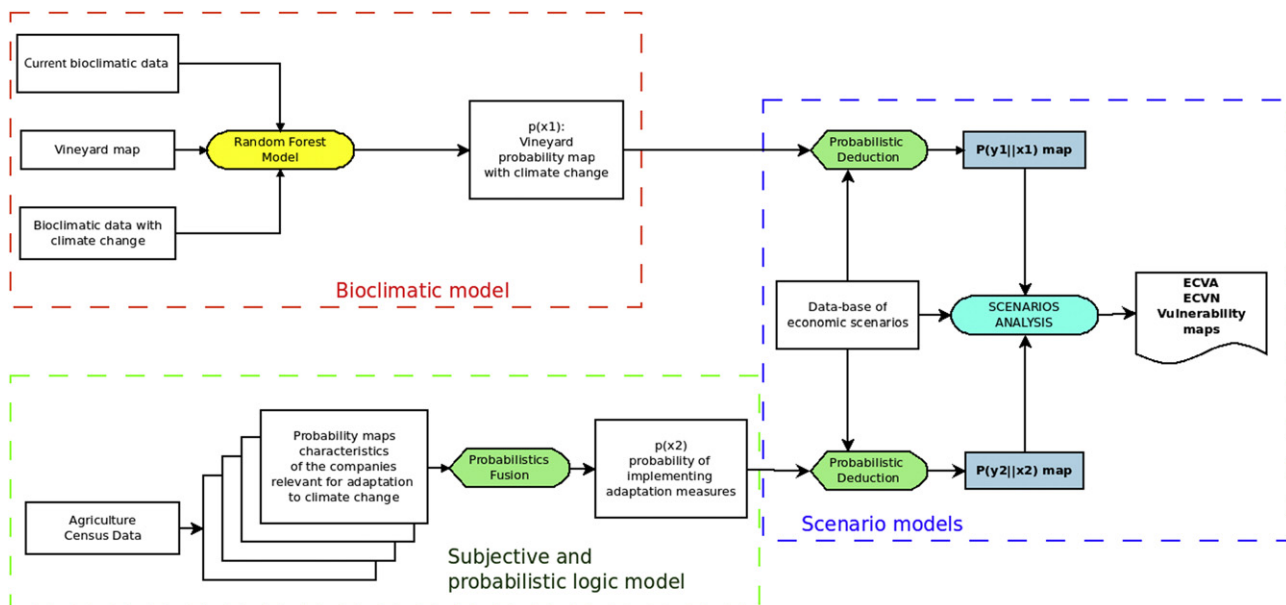 Current bioclimatic data
Vineyard map
Bioclimatic data with
climate change
Random Forest
Model
p(x1):
Vineyard
probability map
with climate change
Bioclimatic model
Probabilistic
Deduction
P(y1||x1) map
Data-base of
economic scenarios
SCENARIOS
ANALYSIS
ECVA
ECVN
Vulnerability
maps
Agriculture
Census Data
Probability maps
characteristics
of the companies
relevant for adaptation
to climate change
Probabilistics
Fusion
p(x2)
probability of
implementing
adaptation measures
Subjective and
probabilistic logic model
Probabilistic
Deduction
P(y2||x2) map
Scenario models